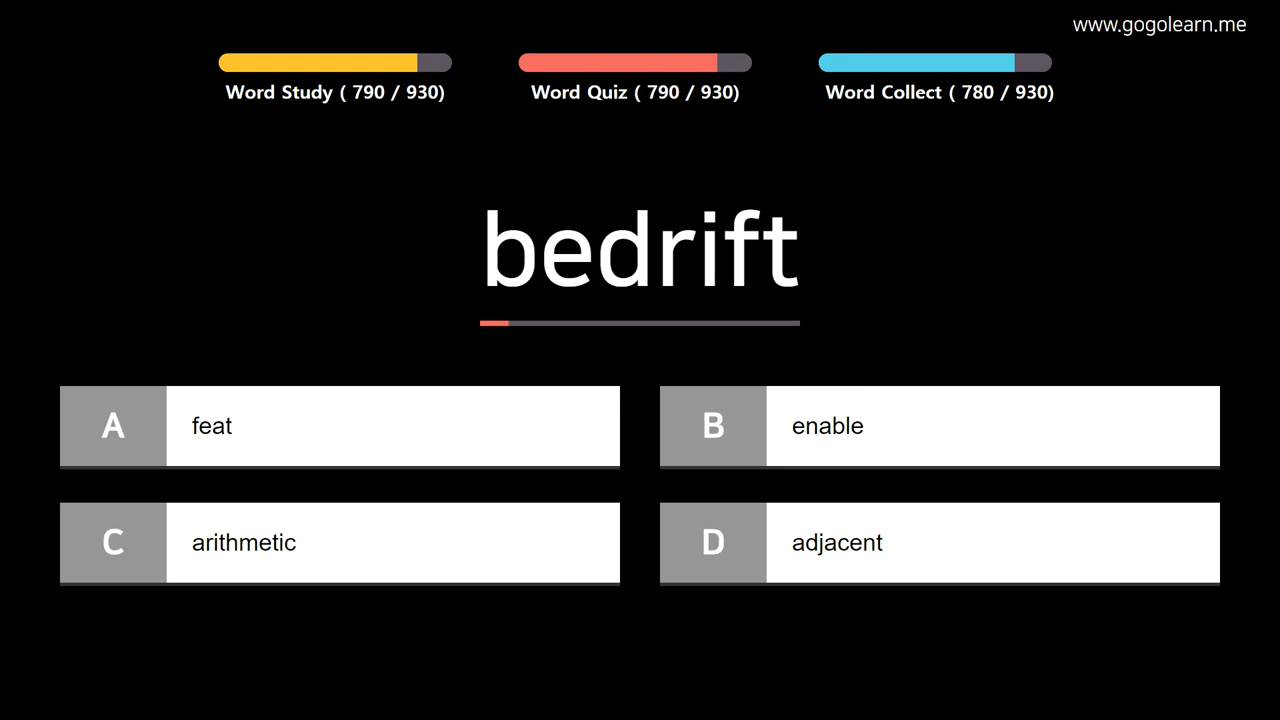 www.gogolearn.me
Word Study ( 790 / 930)
Word Quiz ( 790 / 930)
Word Collect ( 780 / 930)
bedrift
A feat
B enable
C arithmetic
D adjacent